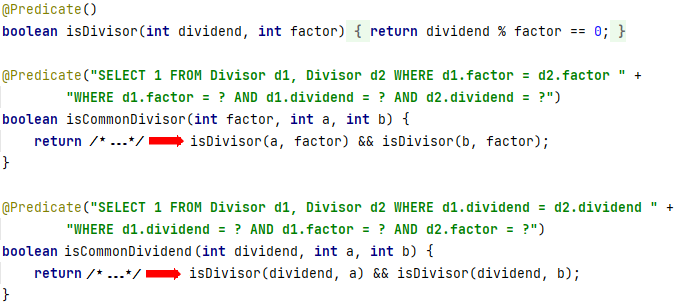 @Predicate()
boolean isDivisor(int dividend, int factor) { return dividend % factor == 0; }
@Predicate("SELECT 1 FROM Divisor d1, Divisor d2 WHERE d1.factor = d2.factor " +
"WHERE d1.factor = ? AND d1.dividend = ? AND d2.dividend = ?")
boolean isCommonDivisor(int factor, int a, int b) {
return /* ...*/ isDivisor(a, factor) && isDivisor(b, factor);
}
@Predicate("SELECT 1 FROM Divisor d1, Divisor d2 WHERE d1.dividend = d2.dividend " +
"WHERE d1.dividend = ? AND d1.factor = ? AND d2.factor = ?")
boolean isCommonDividend(int dividend, int a, int b) {
return /* ...*/ isDivisor(dividend, a) && isDivisor(dividend, b);
}